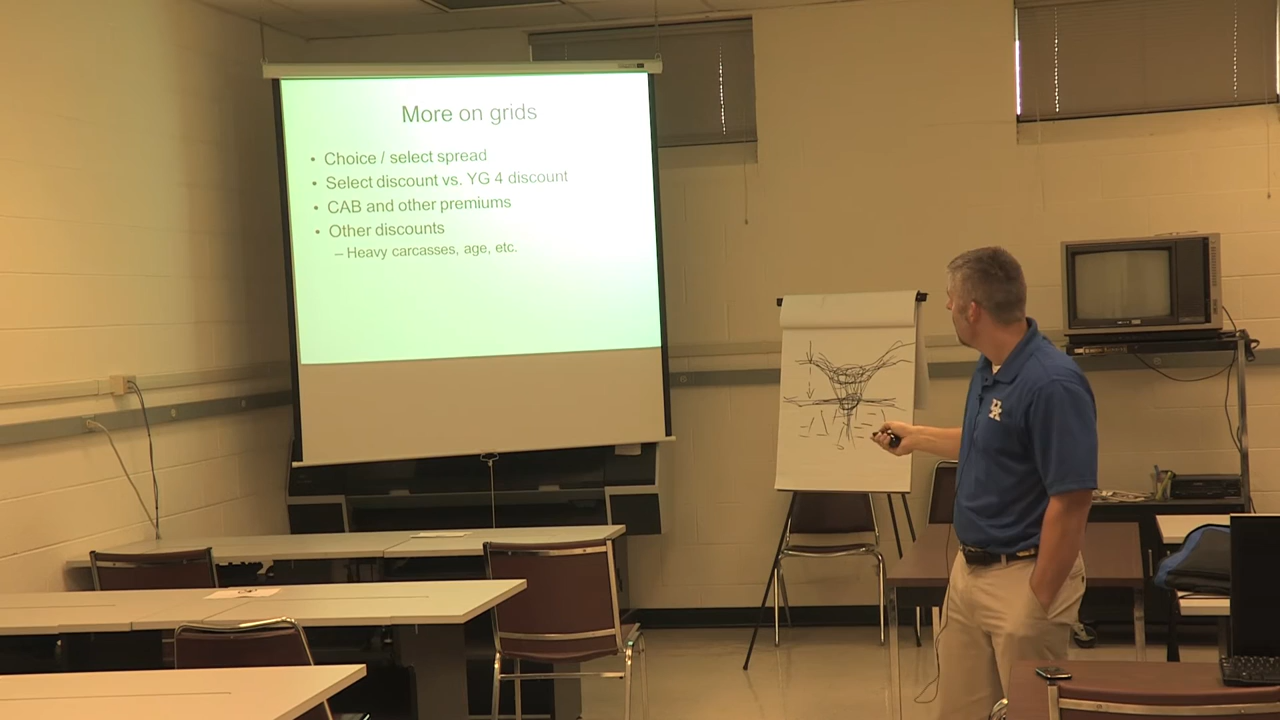 More on grids
• Choice / select spread
• Select discount vs. YG 4 discount
• CAB and other premiums
• Other discounts
– Heavy carcasses, age, etc.